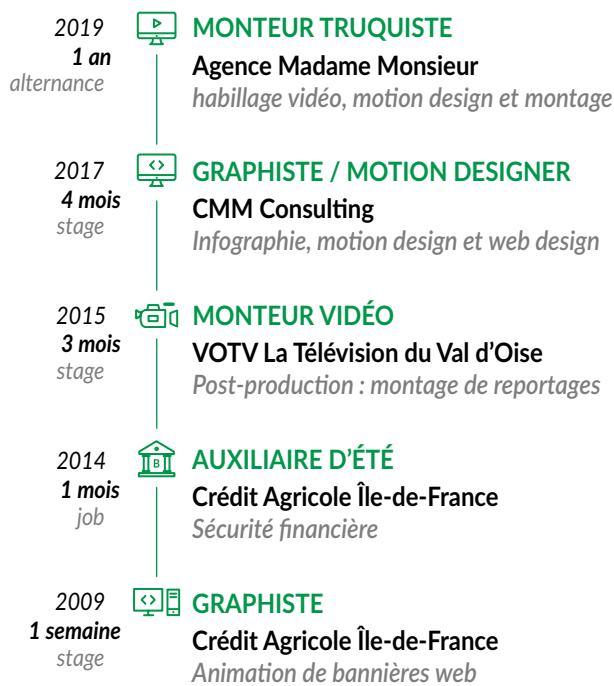 2019
1 an
alternance
MONTEUR TRUQUISTE
Agence Madame Monsieur
habillage vidéo, motion design et montage
2017
4 mois
stage
GRAPHISTE / MOTION DESIGNER
CMM Consulting
Infographie, motion design et web design
2015
3 mois
stage
MONTEUR VIDÉO
VOTV La Télévision du Val d'Oise
Post-production : montage de reportages
2014
1 mois
job
B
AUXILIAIRE D'ÉTÉ
Crédit Agricole Île-de-France
Sécurité financière
2009
1 semaine
stage
GRAPHISTE
Crédit Agricole Île-de-France
Animation de bannières web